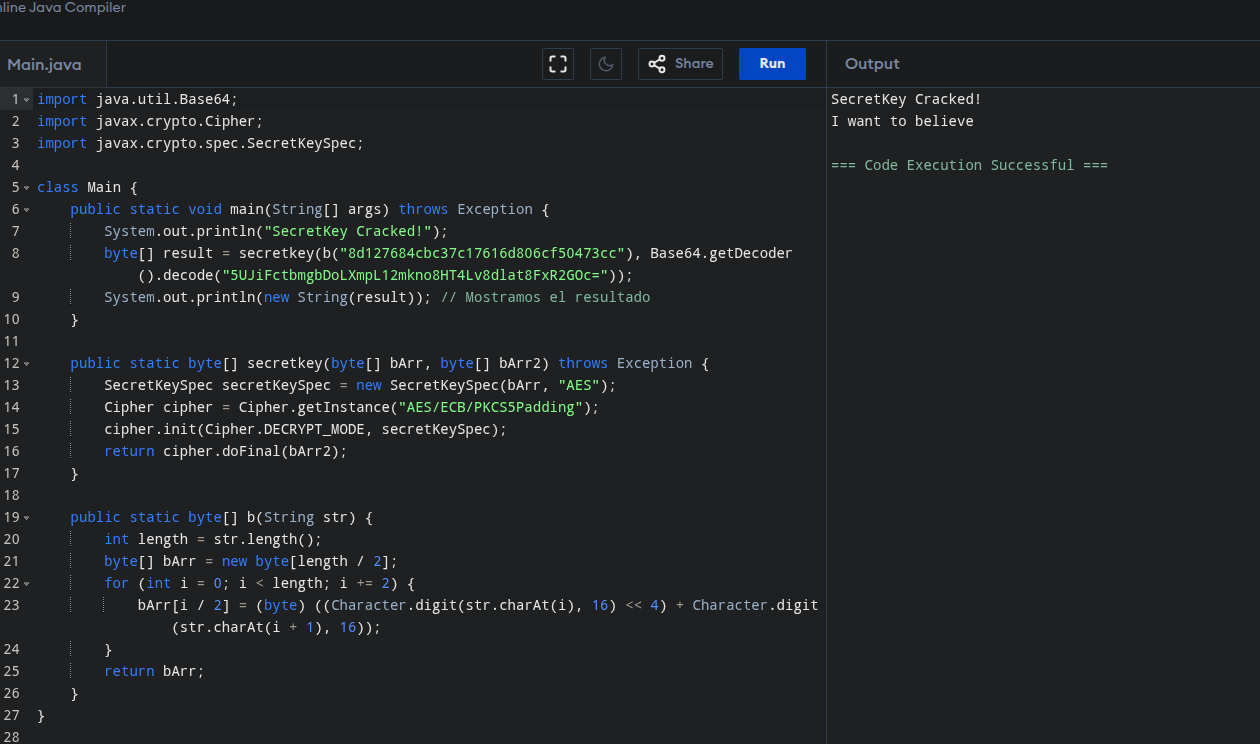 nline Java Compiler
Main.java
Share
Run
Output
1 import java.util.Base64;
2 import javax.crypto.Cipher;
3 import javax.crypto.spec.SecretKeySpec;
4
5 class Main {
6 public static void main(String[] args) throws Exception {
7 System.out.println("SecretKey Cracked!");
8 byte[] result = secretkey(b("8d127684cbc37c17616d806cf50473cc"), Base64.getDecoder
().decode("5UJiFctbmgbDoLXmpL12mkno8HT4Lv8dlat8FxR2GOc="));
9 System.out.println(new String(result)); // Mostramos el resultado
10 }
11
12 public static byte[] secretkey(byte[] bArr, byte[] bArr2) throws Exception {
13 SecretKeySpec secretKeySpec = new SecretKeySpec(bArr, "AES");
14 Cipher cipher = Cipher.getInstance("AES/ECB/PKCS5Padding");
15 cipher.init(Cipher.DECRYPT_MODE, secretKeySpec);
16 return cipher.doFinal(bArr2);
17 }
18
19 public static byte[] b(String str) {
20 int length = str.length();
21 byte[] bArr = new byte[length / 2];
22 for (int i = 0; i < length; i += 2) {
23 bArr[i / 2] = (byte) ((Character.digit(str.charAt(i), 16) << 4) + Character.digit
(str.charAt(i + 1), 16));
24 }
25 return bArr;
26 }
27 }
28
SecretKey Cracked!
I want to believe
=== Code Execution Successful ===